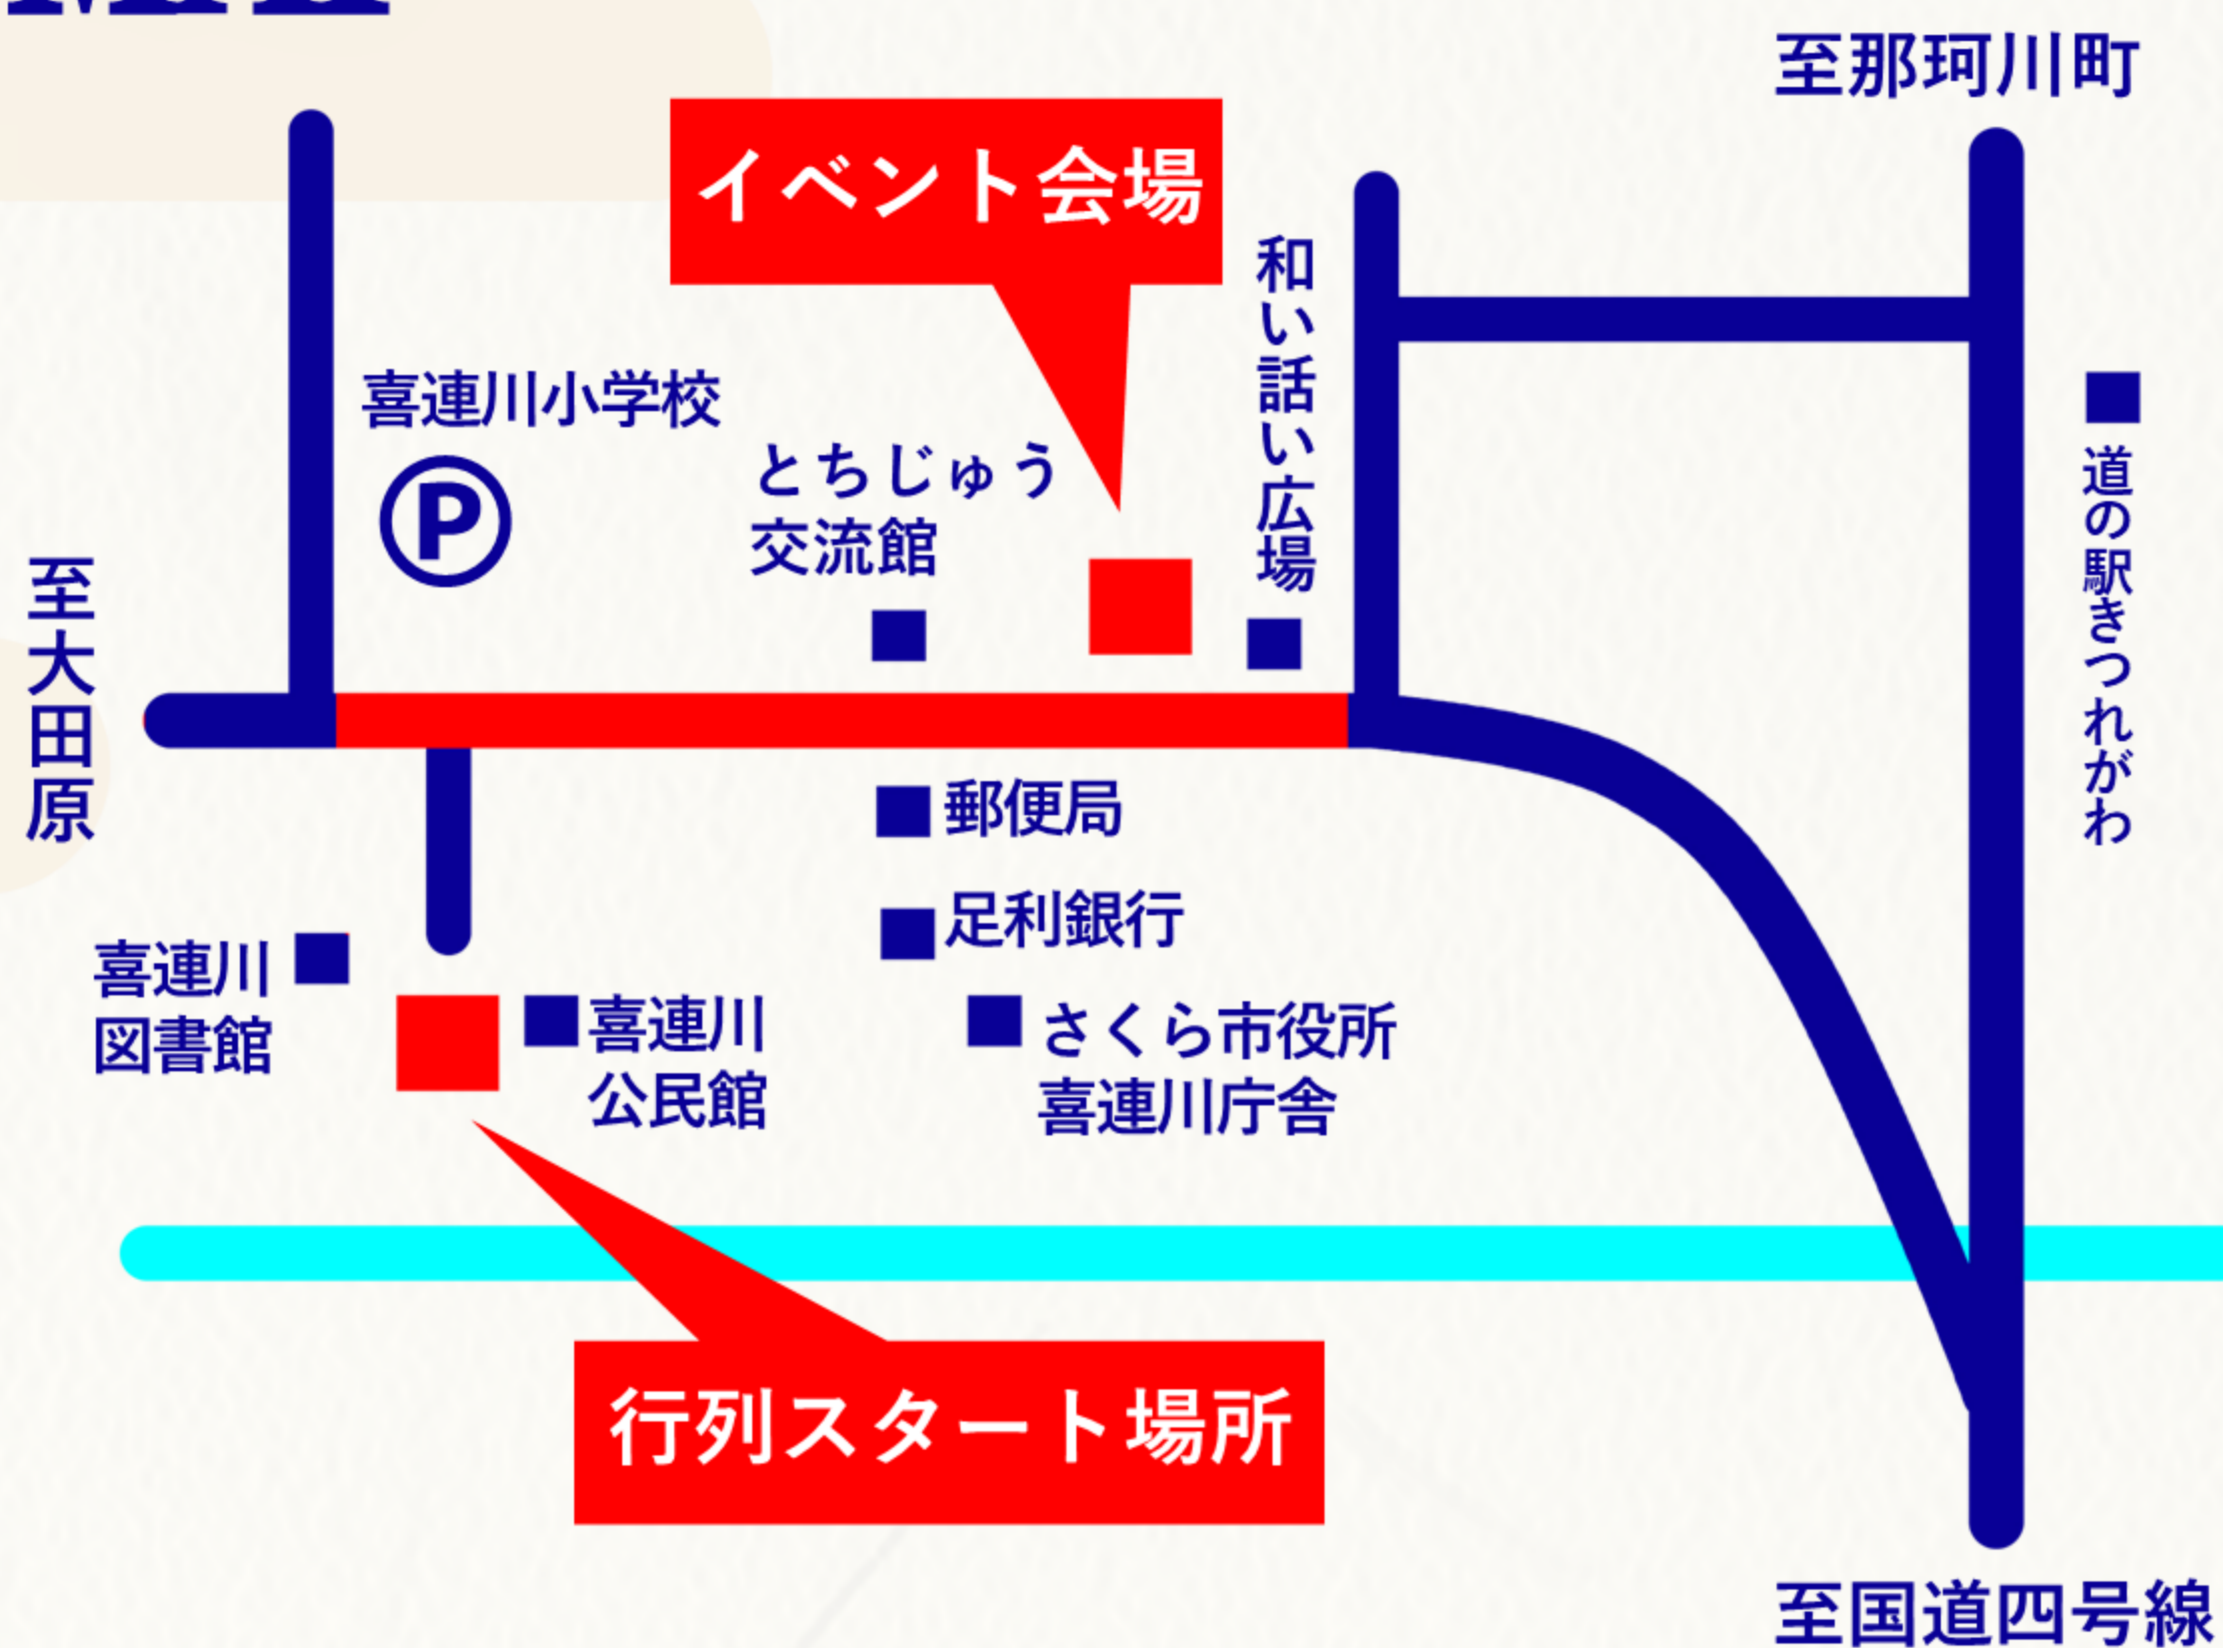 至那珂川町
イベント会場
和い話い広場
喜連川小学校
P
とちじゅう
交流館
道の駅きつれがわ
至大田原
郵便局
足利銀行
喜連川
図書館
喜連川
公民館
さくら市役所
喜連川庁舎
行列スタート場所
至国道四号線